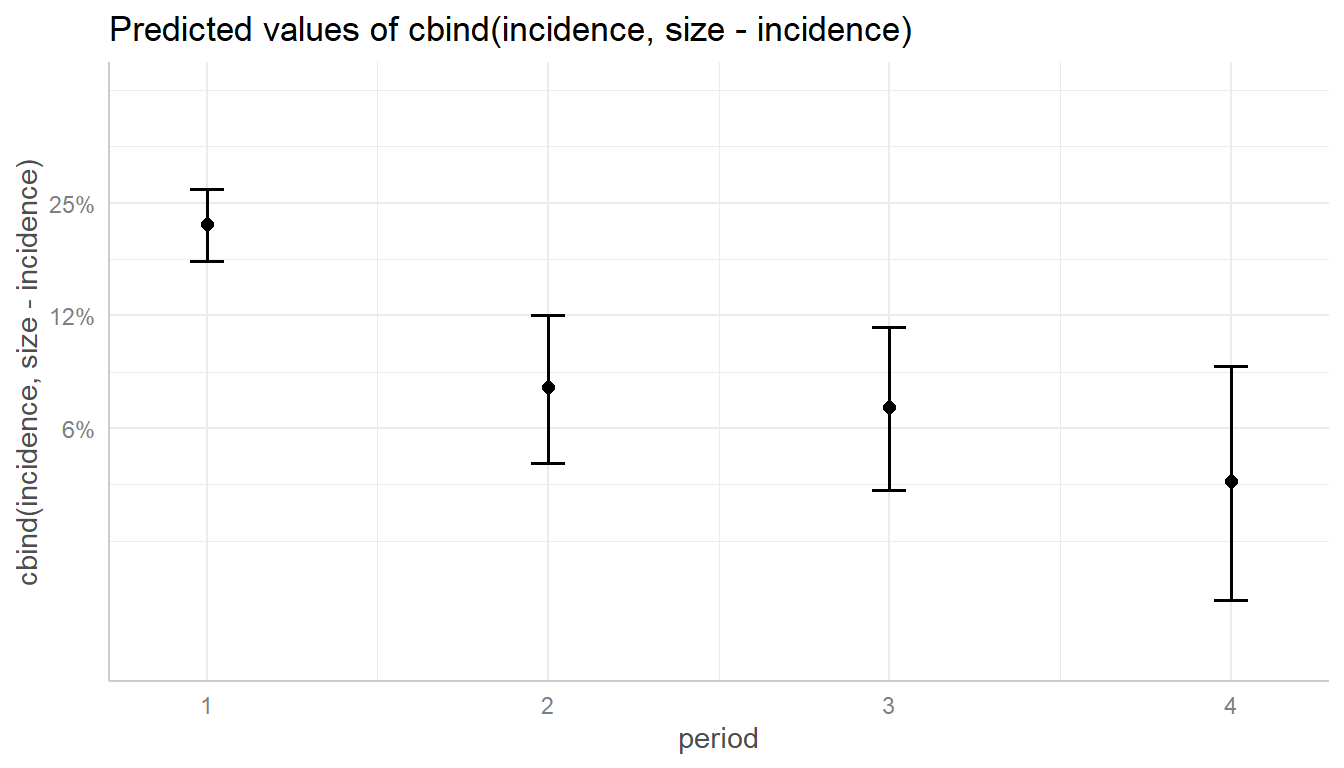 Predicted values of cbind(incidence, size - incidence)
cbind(incidence, size - incidence)
25%
12%
6%
1
2
3
4
period